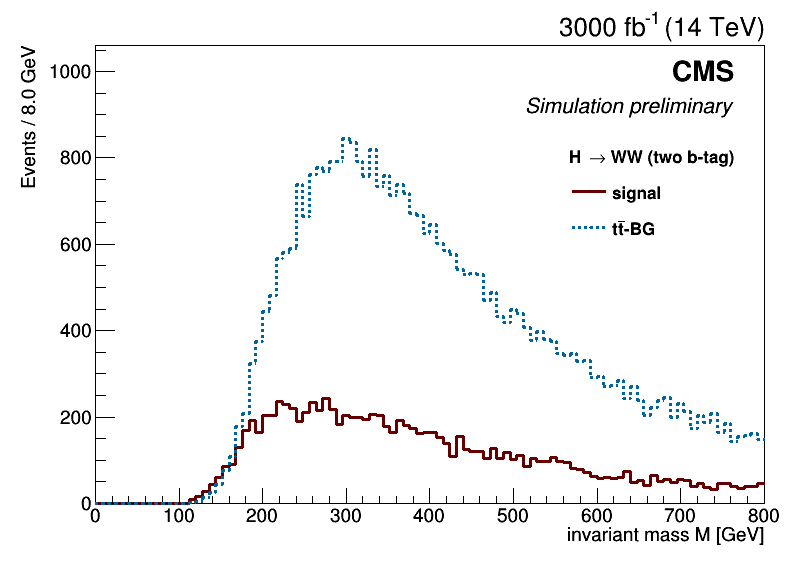 3000 fb⁻¹ (14 TeV)
CMS
Simulation preliminary
H → WW (two b-tag)
signal
tt̄-BG
Events / 8.0 GeV
1000
800
600
400
200
0
0 100 200 300 400 500 600 700 800
invariant mass M [GeV]